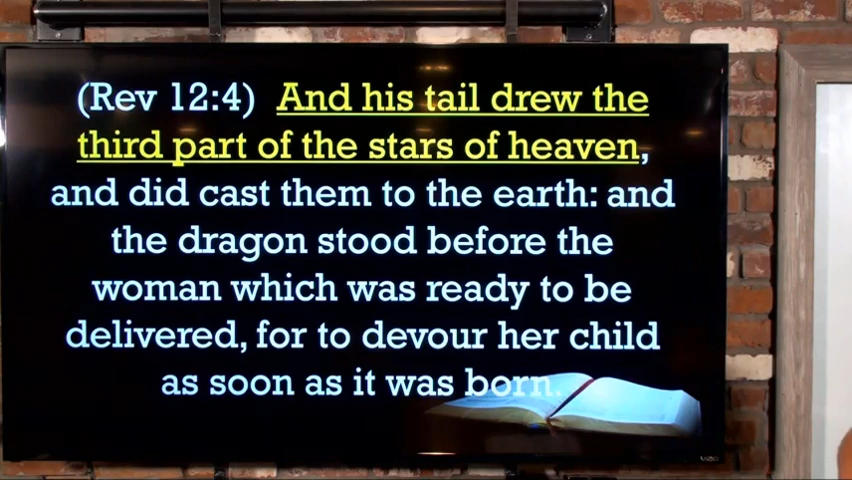 (Rev 12:4) And his tail drew the
third part of the stars of heaven,
and did cast them to the earth: and
the dragon stood before the
woman which was ready to be
delivered, for to devour her child
as soon as it was born.
VIZIO